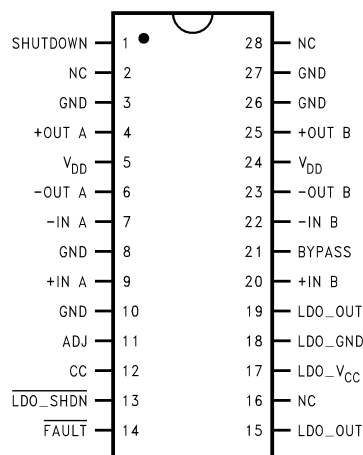 SHUTDOWN 1 28 NC
NC 2 27 GND
GND 3 26 GND
+OUT A 4 25 +OUT B
VDD 5 24 VDD
-OUT A 6 23 -OUT B
-IN A 7 22 -IN B
GND 8 21 BYPASS
+IN A 9 20 +IN B
GND 10 19 LDO_OUT
ADJ 11 18 LDO_GND
CC 12 17 LDO_VCC
LDO_SHDN 13 16 NC
FAULT 14 15 LDO_OUT